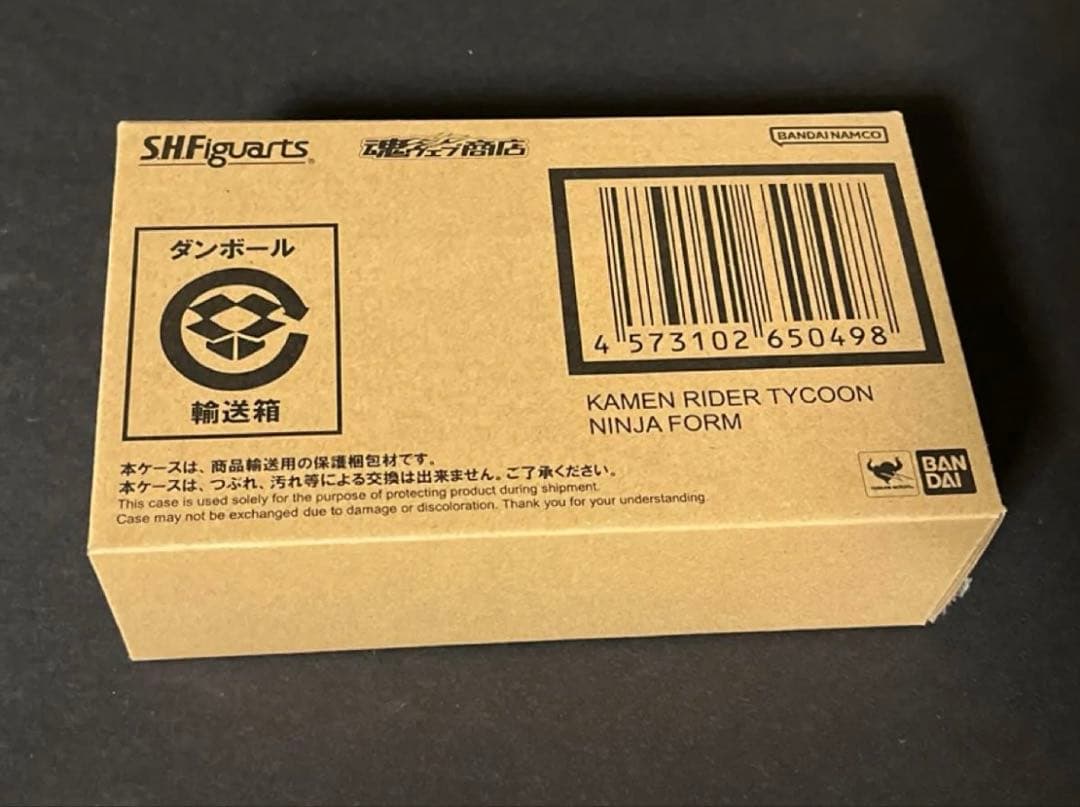 S.H.Figuarts
魂ウェブ商店
BANDAI NAMCO
ダンボール
輸送箱
4 573102 650498
KAMEN RIDER TYCOON
NINJA FORM
本ケースは、商品輸送用の保護梱包材です。
本ケースは、つぶれ、汚れ等による交換は出来ません。ご了承ください。
This case is used solely for the purpose of protecting product during shipment.
Case may not be exchanged due to damage or discoloration. Thank you for your understanding.
BAN
DAI